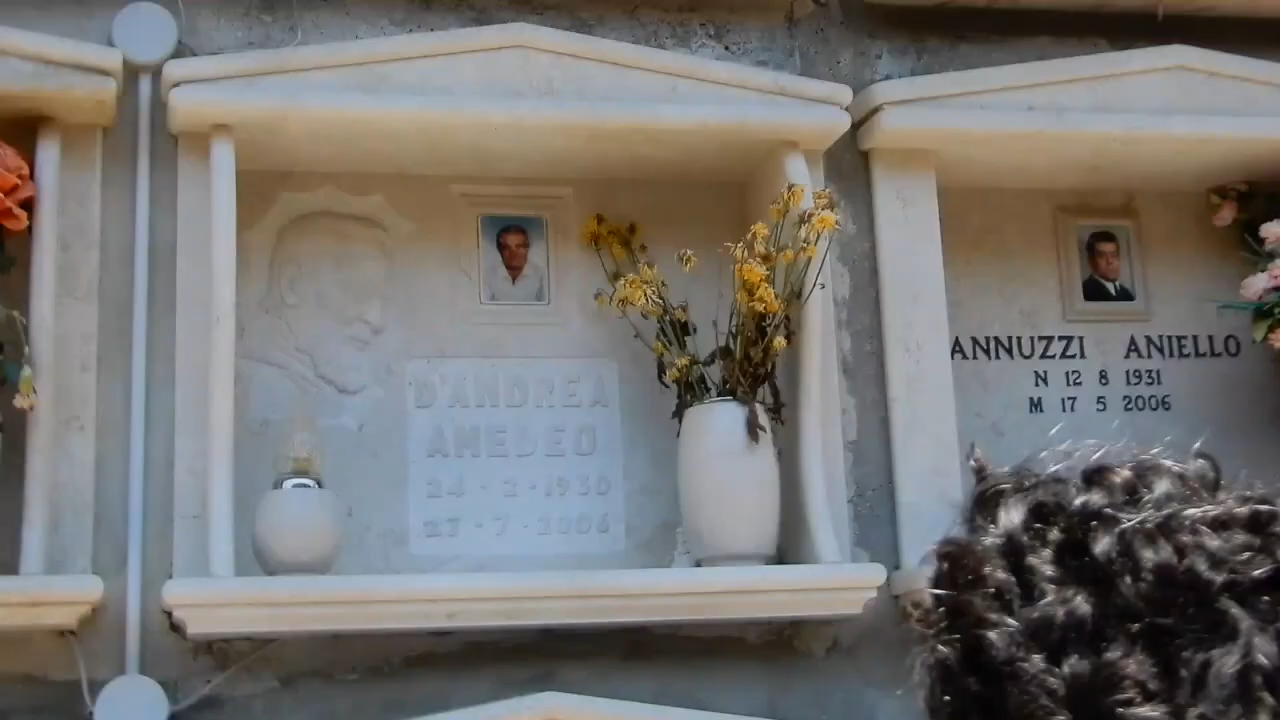 D'ANDREA
AMEDEO
24 · 2 · 1930
27 · 7 · 2006
ANNUZZI ANIELLO
N 12 8 1931
M 17 5 2006